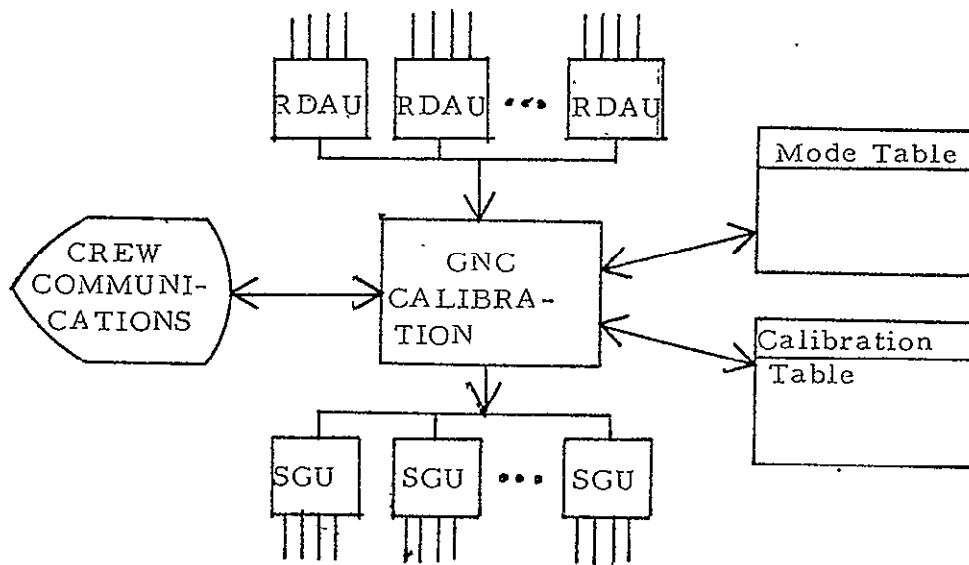 RDAU RDAU RDAU
Mode Table
CREW
COMMUNI-
CATIONS
GNC
CALIBRA-
TION
Calibration
Table
SGU SGU SGU